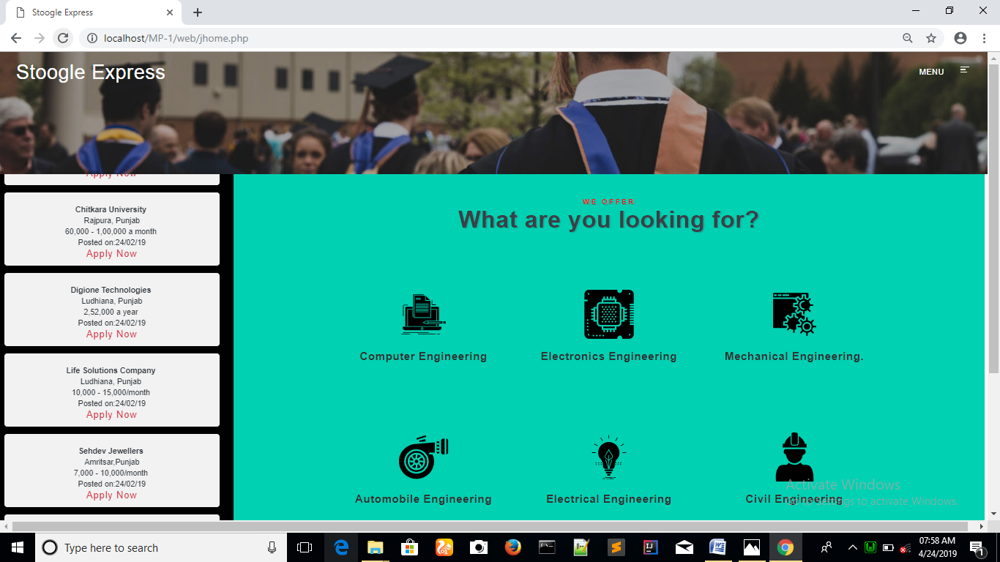 Stoogle Express
localhost/MP-1/web/jhome.php
Stoogle Express
MENU
Apply Now
Chitkara University
Rajpura, Punjab
60,000 - 1,00,000 a month
Posted on:24/02/19
Apply Now
Digione Technologies
Ludhiana, Punjab
2,52,000 a year
Posted on:24/02/19
Apply Now
Life Solutions Company
Ludhiana, Punjab
10,000 - 15,000/month
Posted on:24/02/19
Apply Now
Sehdev Jewellers
Amritsar,Punjab
7,000 - 10,000/month
Posted on:24/02/19
Apply Now
WE OFFER
What are you looking for?
Computer Engineering
Electronics Engineering
Mechanical Engineering.
Automobile Engineering
Electrical Engineering
Civil Engineering
Activate Windows
Go to Settings to activate Windows.
Type here to search
07:58 AM
4/24/2019
1